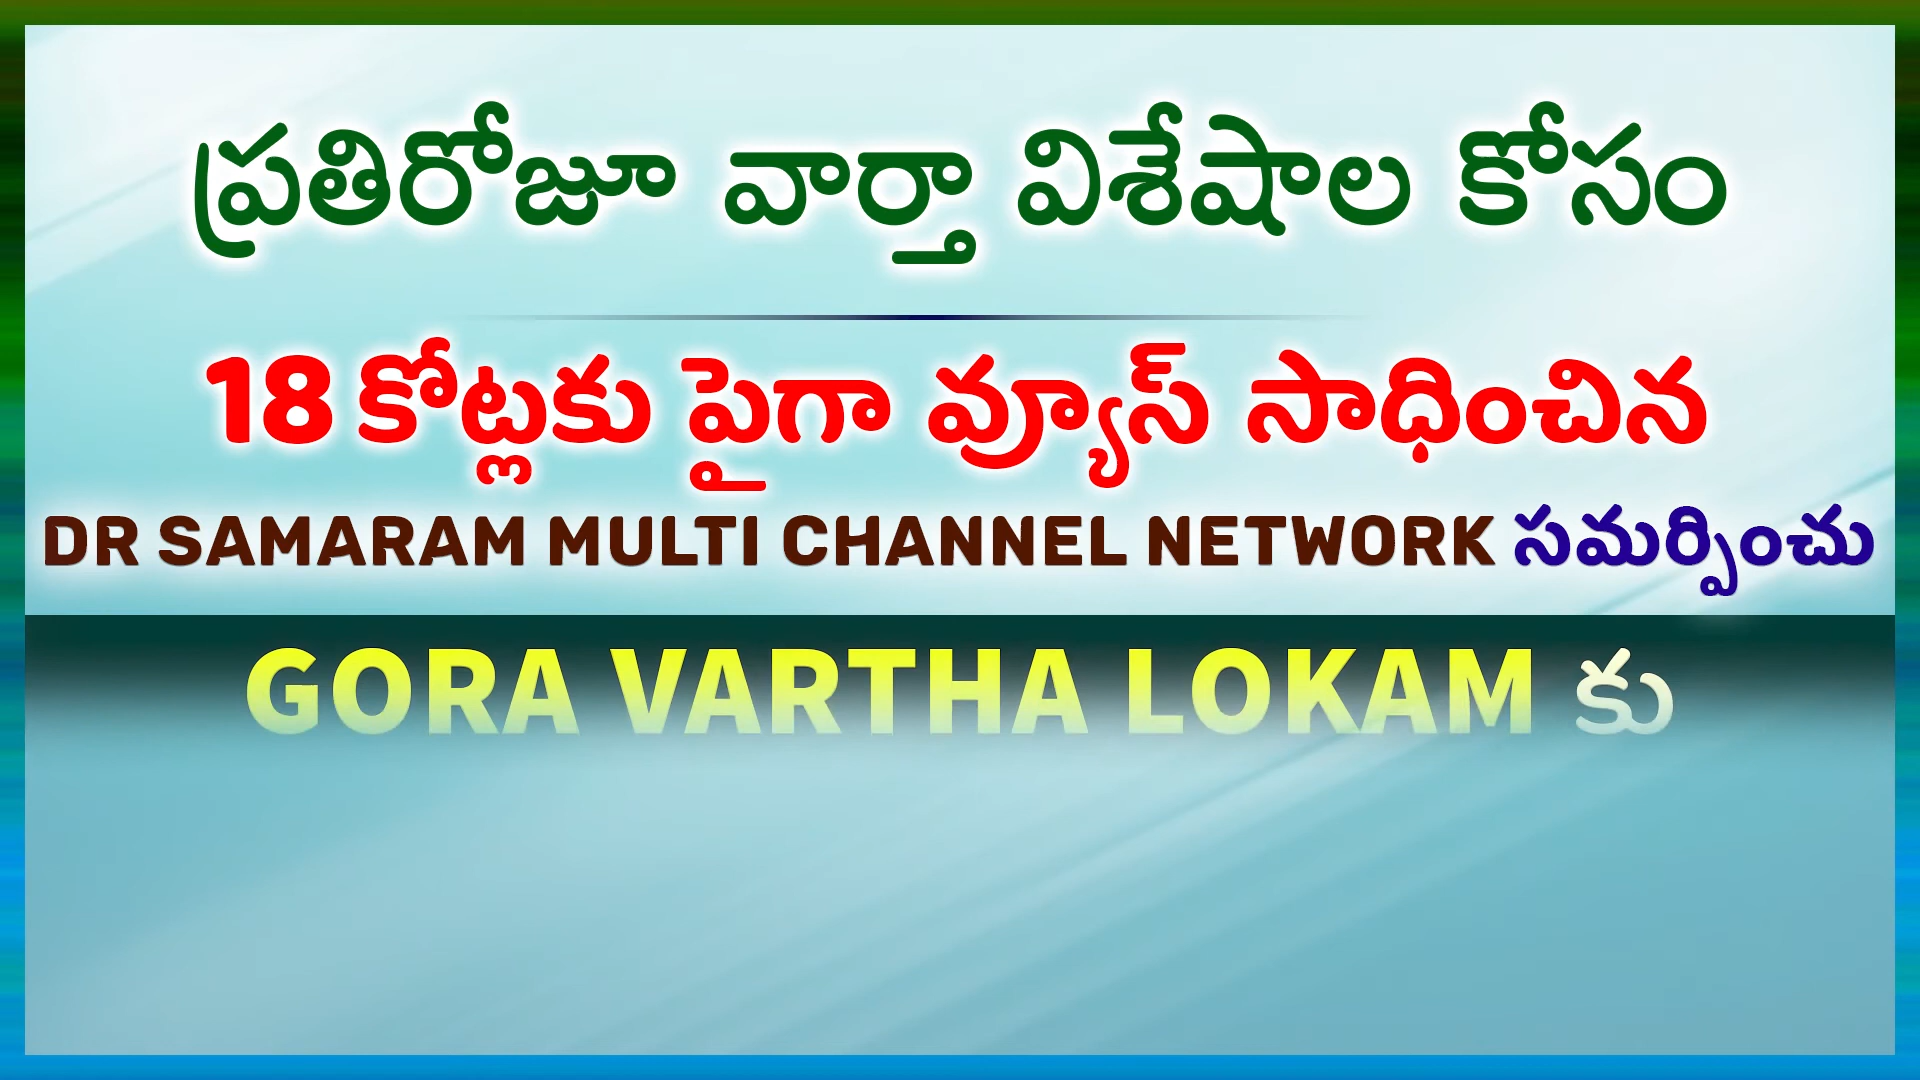 ప్రతిరోజూ వార్తా విశేషాల కోసం
18 కోట్లకు పైగా వ్యూస్ సాధించిన
DR SAMARAM MULTI CHANNEL NETWORK సమర్పించు
GORA VARTHA LOKAM కు